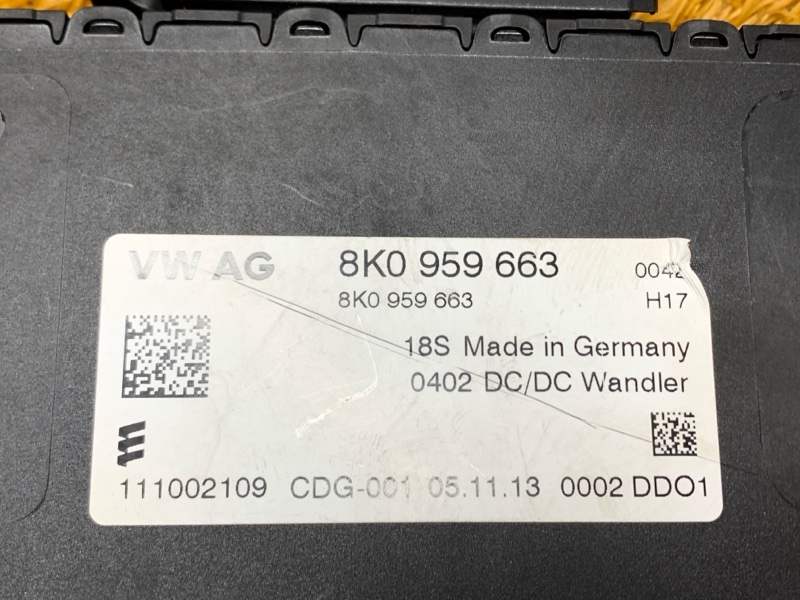 VW AG 8K0 959 663
8K0 959 663 H17
18S Made in Germany
0402 DC/DC Wandler
111002109 CDG-001 05.11.13 0002 DDO1